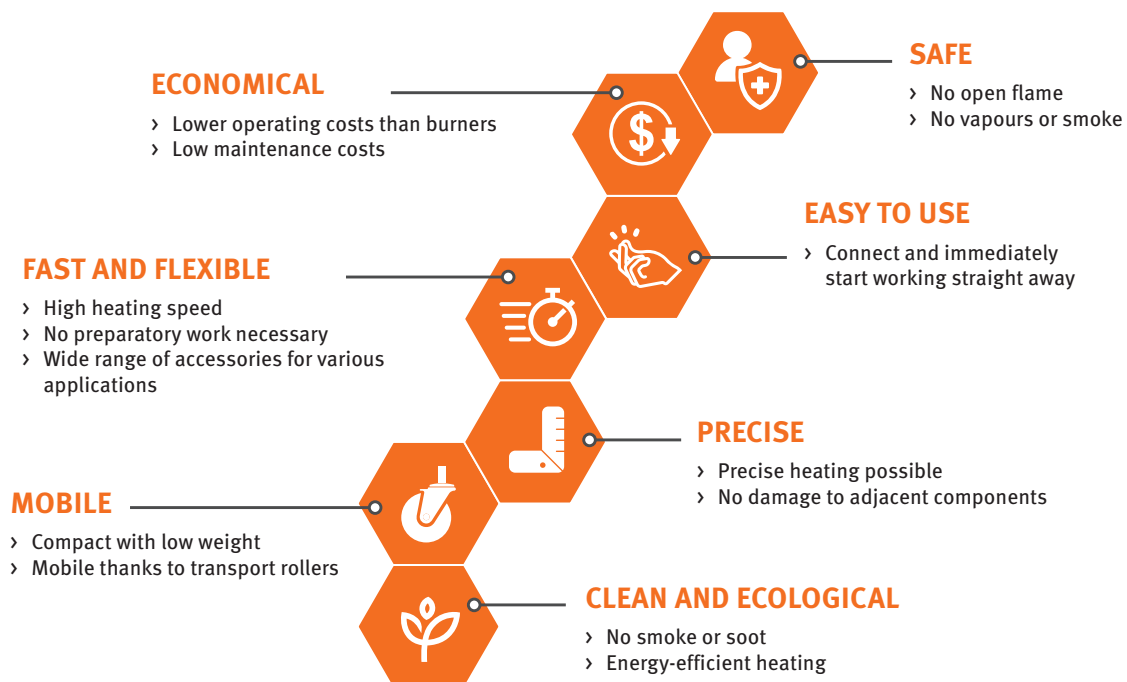 SAFE
› No open flame
› No vapours or smoke
ECONOMICAL
› Lower operating costs than burners
› Low maintenance costs
$
EASY TO USE
› Connect and immediately
start working straight away
FAST AND FLEXIBLE
› High heating speed
› No preparatory work necessary
› Wide range of accessories for various
applications
PRECISE
› Precise heating possible
› No damage to adjacent components
MOBILE
› Compact with low weight
› Mobile thanks to transport rollers
CLEAN AND ECOLOGICAL
› No smoke or soot
› Energy-efficient heating